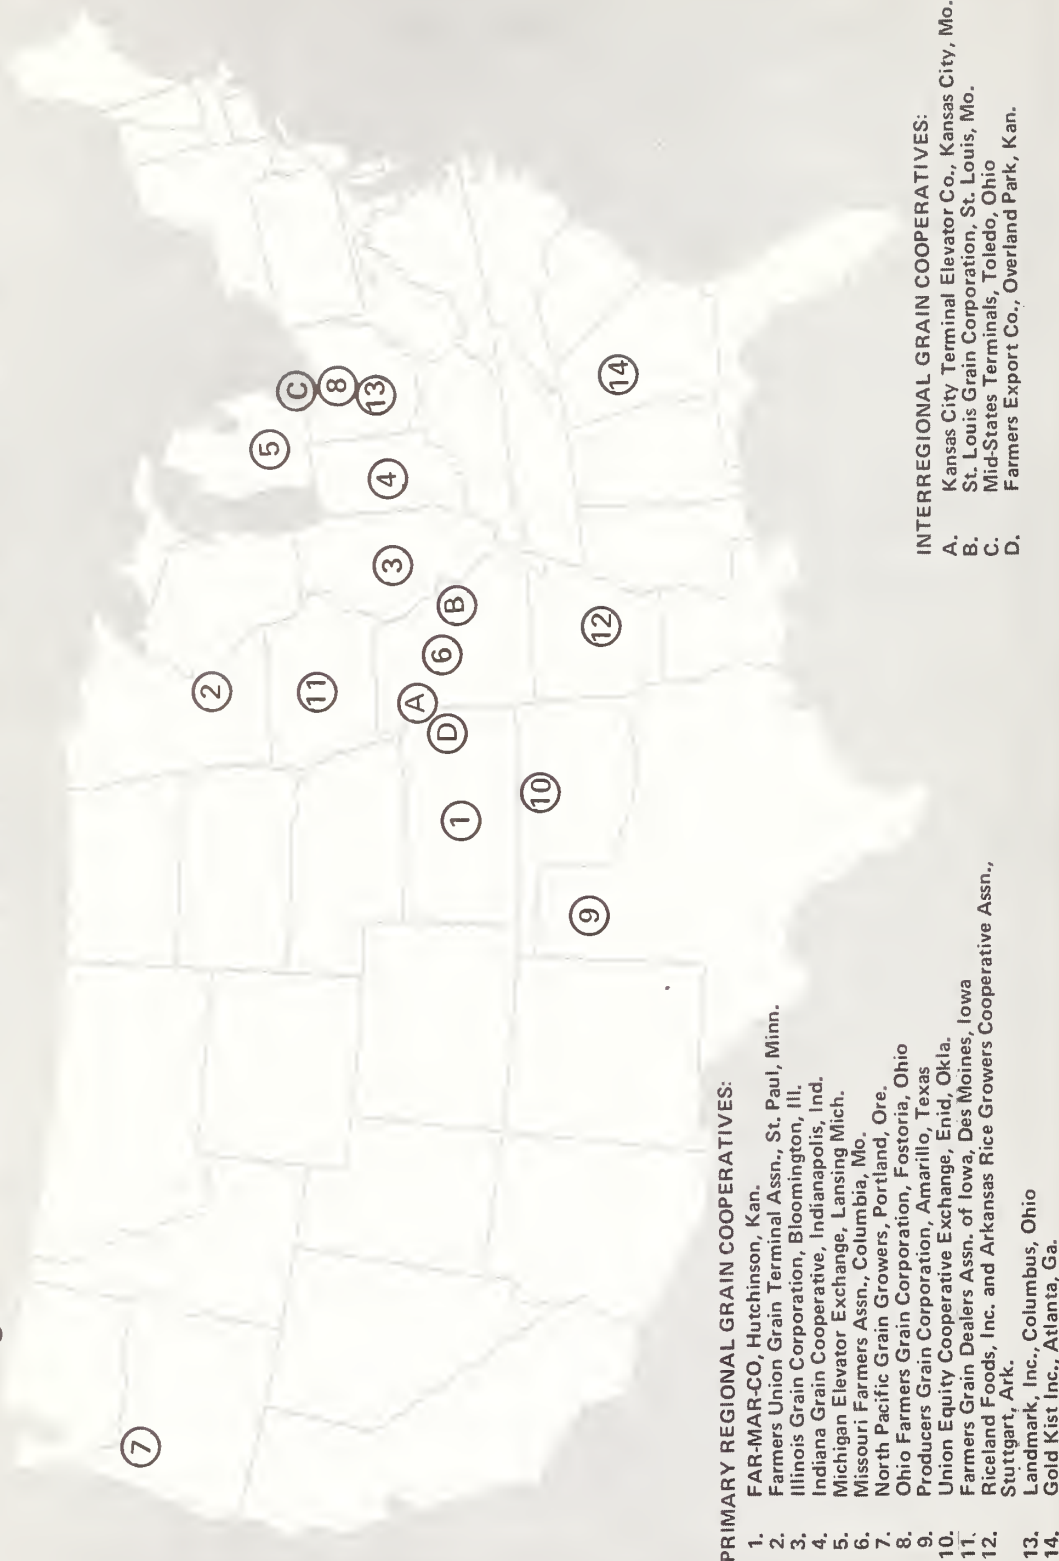 7
2
5
C
8
13
11
4
3
A
6
B
D
1
10
12
14
9
PRIMARY REGIONAL GRAIN COOPERATIVES:
1. FAR-MAR-CO, Hutchinson, Kan.
2. Farmers Union Grain Terminal Assn., St. Paul, Minn.
3. Illinois Grain Corporation, Bloomington, Ill.
4. Indiana Grain Cooperative, Indianapolis, Ind.
5. Michigan Elevator Exchange, Lansing Mich.
6. Missouri Farmers Assn., Columbia, Mo.
7. North Pacific Grain Growers, Portland, Ore.
8. Ohio Farmers Grain Corporation, Fostoria, Ohio
9. Producers Grain Corporation, Amarillo, Texas
10. Union Equity Cooperative Exchange, Enid, Okla.
11. Farmers Grain Dealers Assn. of Iowa, Des Moines, Iowa
12. Riceland Foods, Inc. and Arkansas Rice Growers Cooperative Assn.,
Stuttgart, Ark.
13. Landmark, Inc., Columbus, Ohio
14. Gold Kist Inc., Atlanta, Ga.
INTERREGIONAL GRAIN COOPERATIVES:
A. Kansas City Terminal Elevator Co., Kansas City, Mo.
B. St. Louis Grain Corporation, St. Louis, Mo.
C. Mid-States Terminals, Toledo, Ohio
D. Farmers Export Co., Overland Park, Kan.